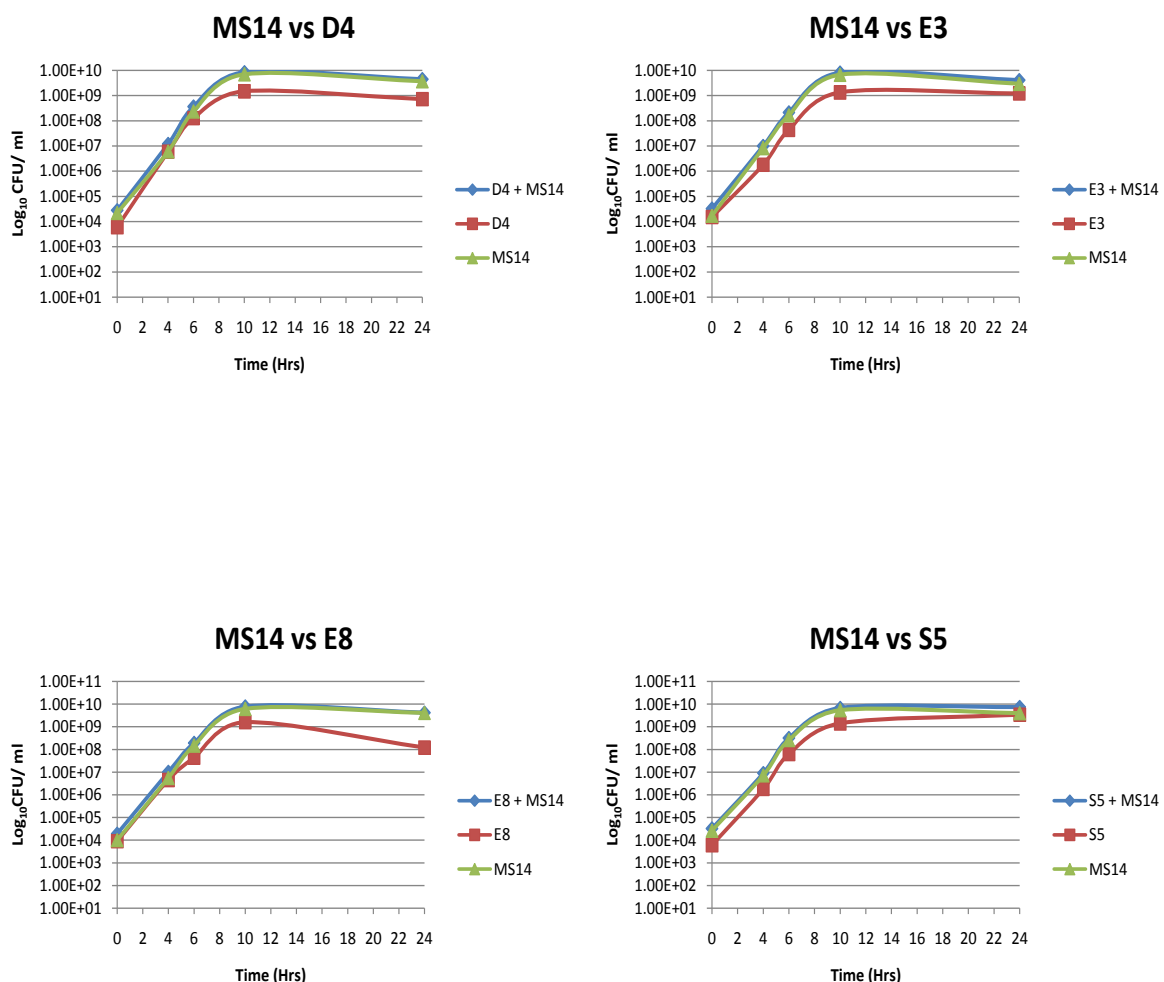 MS14 vs D4
1.00E+10
1.00E+09
1.00E+08
1.00E+07
1.00E+06
1.00E+05
1.00E+04
1.00E+03
1.00E+02
1.00E+01
Log₁₀CFU/ ml
0 2 4 6 8 10 12 14 16 18 20 22 24
Time (Hrs)
D4 + MS14
D4
MS14
MS14 vs E3
1.00E+10
1.00E+09
1.00E+08
1.00E+07
1.00E+06
1.00E+05
1.00E+04
1.00E+03
1.00E+02
1.00E+01
Log₁₀CFU/ ml
0 2 4 6 8 10 12 14 16 18 20 22 24
Time (Hrs)
E3 + MS14
E3
MS14
MS14 vs E8
1.00E+11
1.00E+10
1.00E+09
1.00E+08
1.00E+07
1.00E+06
1.00E+05
1.00E+04
1.00E+03
1.00E+02
1.00E+01
Log₁₀CFU/ ml
0 2 4 6 8 10 12 14 16 18 20 22 24
Time (Hrs)
E8 + MS14
E8
MS14
MS14 vs S5
1.00E+11
1.00E+10
1.00E+09
1.00E+08
1.00E+07
1.00E+06
1.00E+05
1.00E+04
1.00E+03
1.00E+02
1.00E+01
Log₁₀CFU/ ml
0 2 4 6 8 10 12 14 16 18 20 22 24
Time (Hrs)
S5 + MS14
S5
MS14